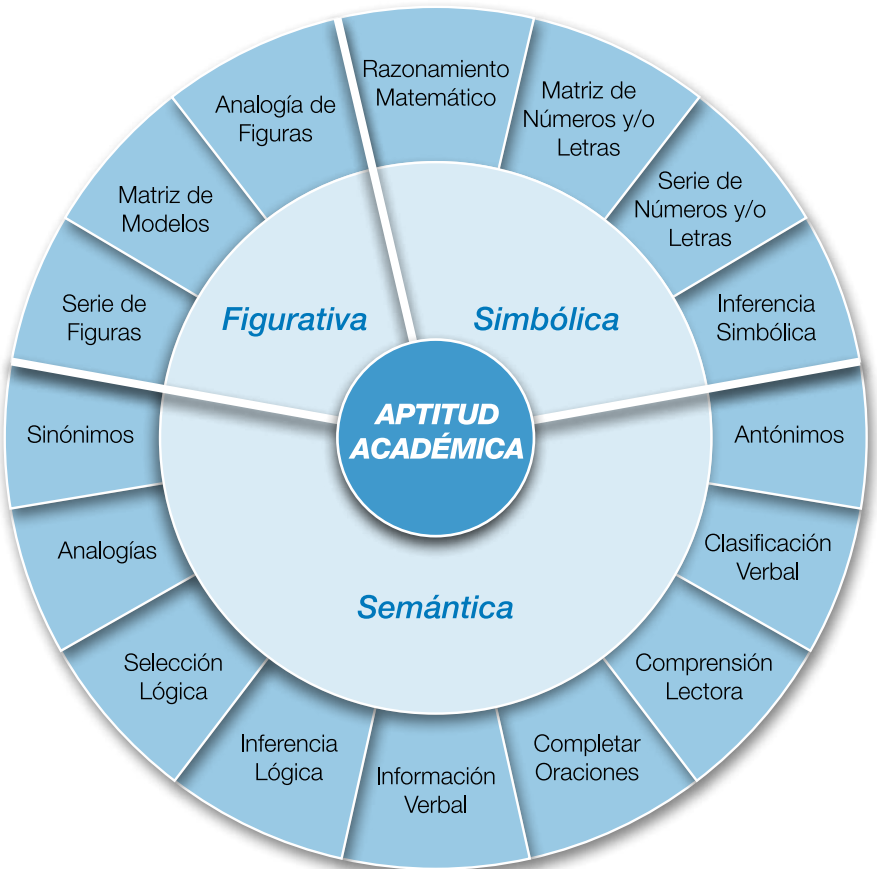 Razonamiento
Matemático
Matriz de
Números y/o
Letras
Serie de
Números y/o
Letras
Inferencia
Simbólica
Analogía de
Figuras
Matriz de
Modelos
Serie de
Figuras
Figurativa
Simbólica
APTITUD
ACADÉMICA
Semántica
Sinónimos
Analogías
Selección
Lógica
Inferencia
Lógica
Información
Verbal
Completar
Oraciones
Comprensión
Lectora
Clasificación
Verbal
Antónimos